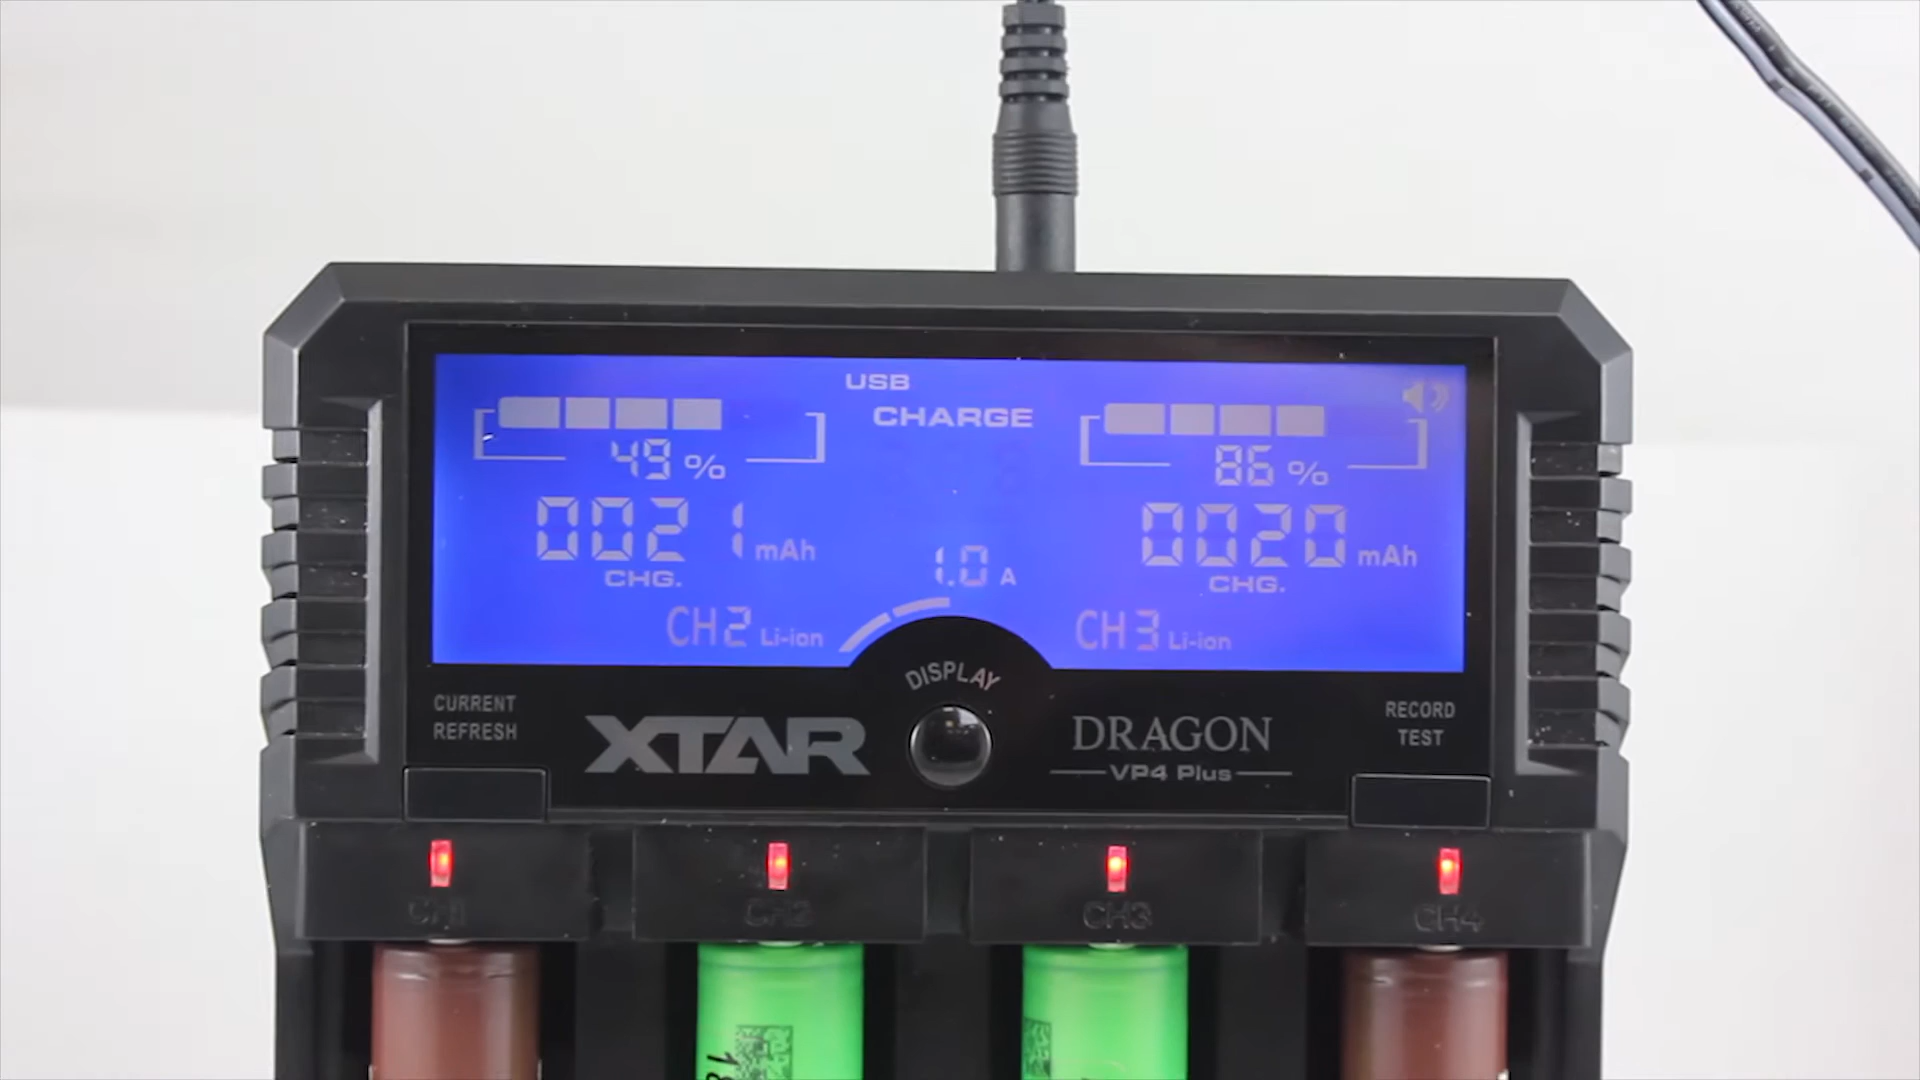 USB
CHARGE
49 %
86 %
0021 mAh
CHG.
0020 mAh
CHG.
1.0 A
CH2 Li-ion
CH3 Li-ion
DISPLAY
CURRENT
REFRESH
XTAR
DRAGON
VP4 Plus
RECORD
TEST
CH1
CH2
CH3
CH4